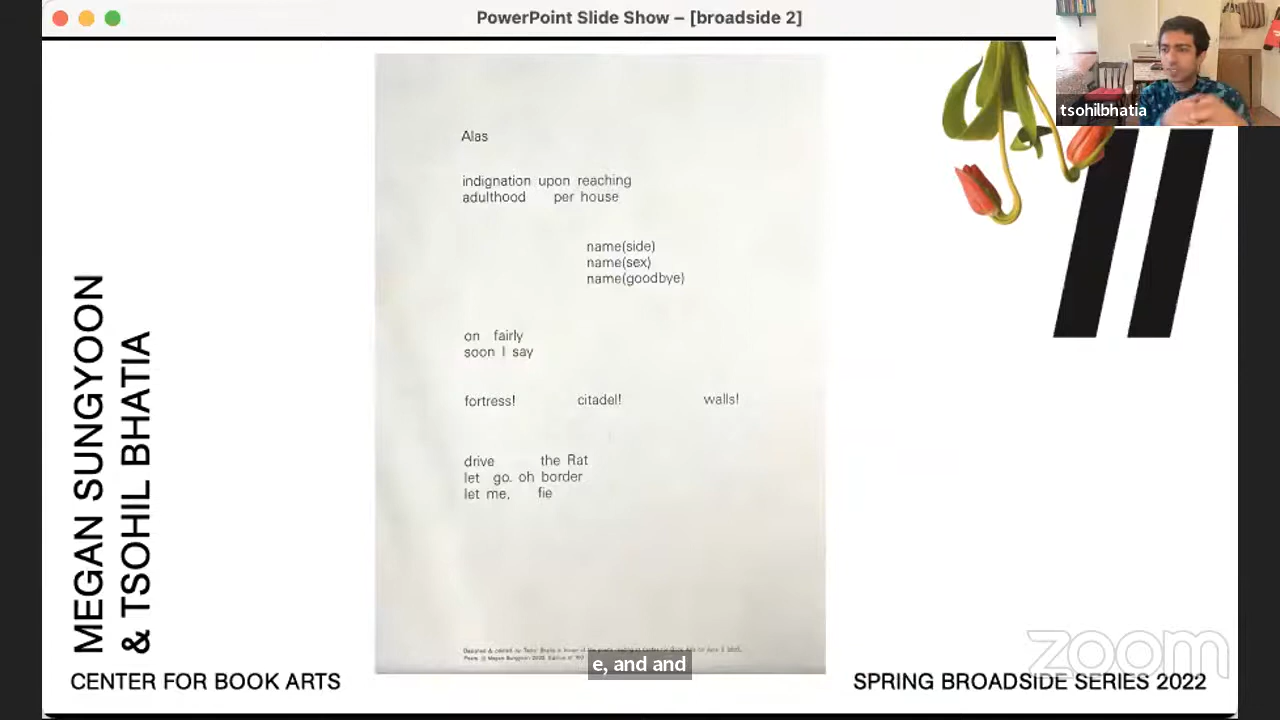 PowerPoint Slide Show – [broadside 2]
tsohilbhatia
Alas
indignation upon reaching
adulthood per house
name(side)
name(sex)
name(goodbye)
on fairly
soon I say
fortress! citadel! walls!
drive the Rat
let go. oh border
let me, fie
MEGAN SUNGYOON
& TSOHIL BHATIA
e, and and
zoom
CENTER FOR BOOK ARTS
SPRING BROADSIDE SERIES 2022